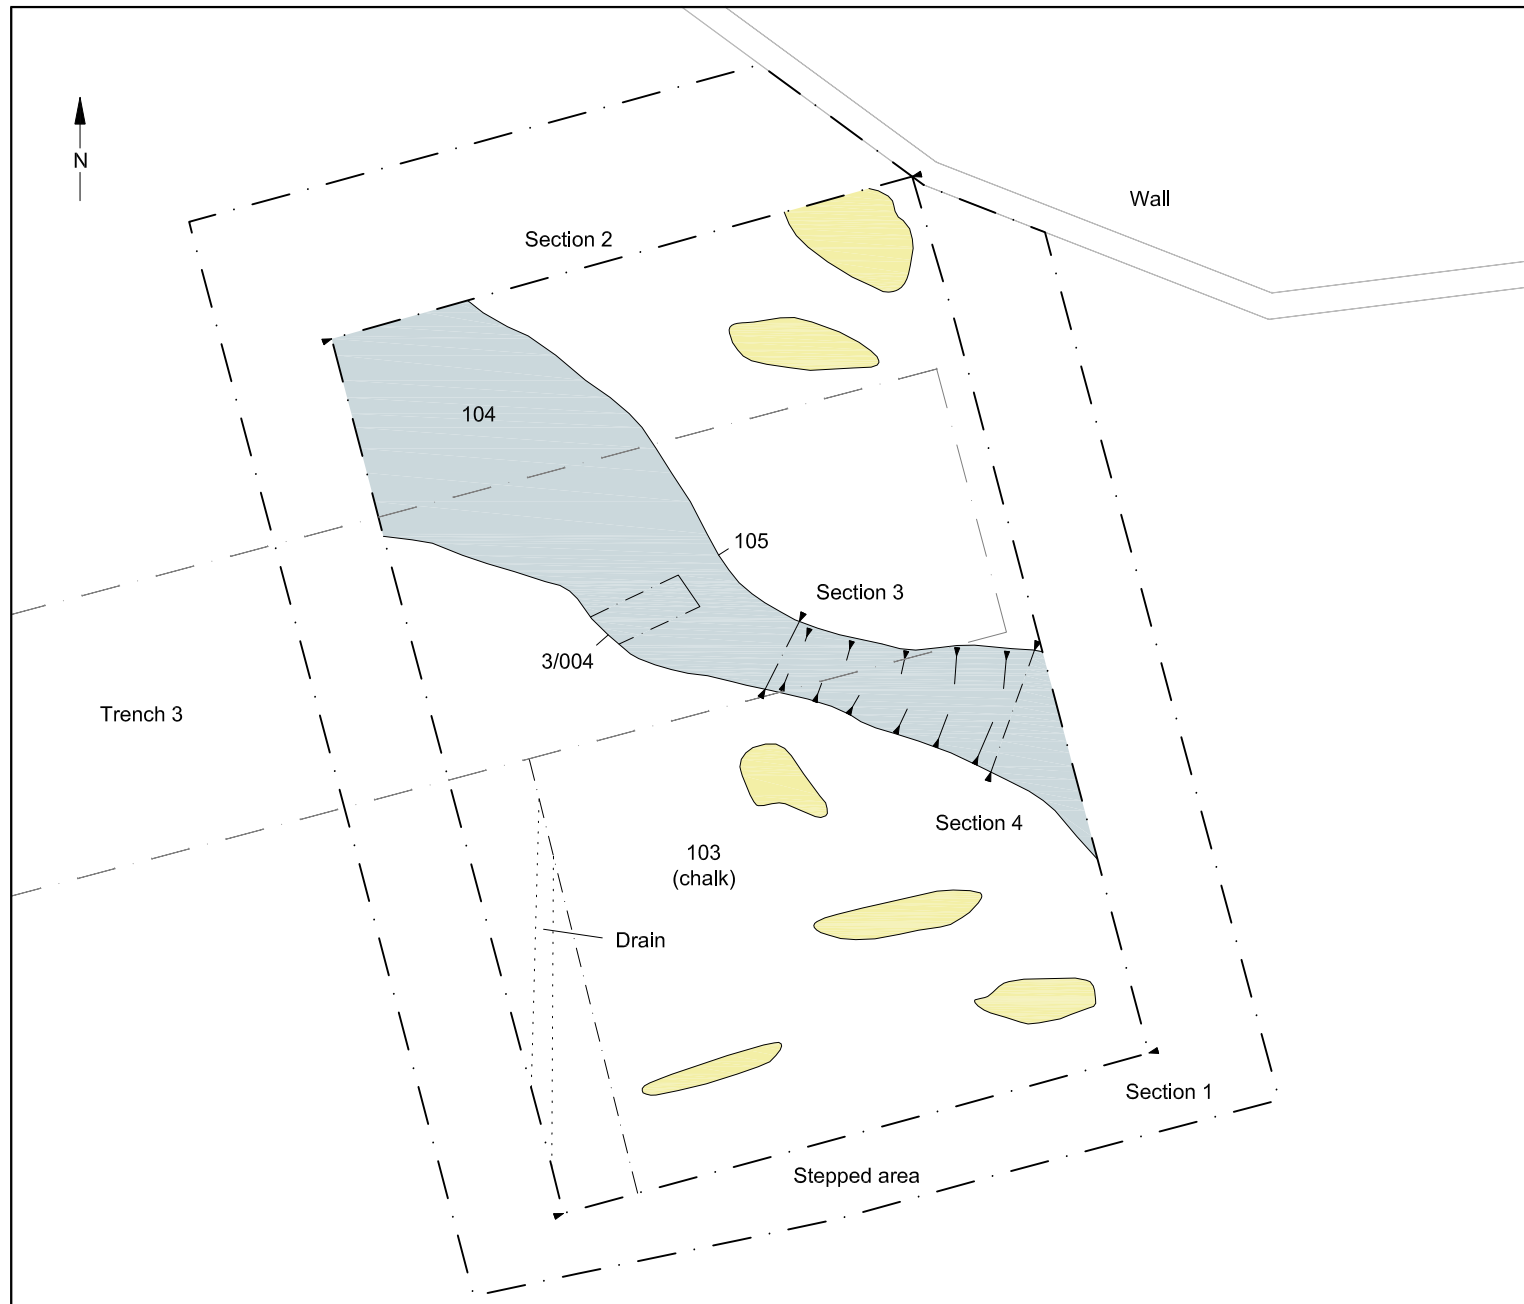 N
Wall
Section 2
104
105
Section 3
3/004
Trench 3
Section 4
103
(chalk)
Drain
Section 1
Stepped area